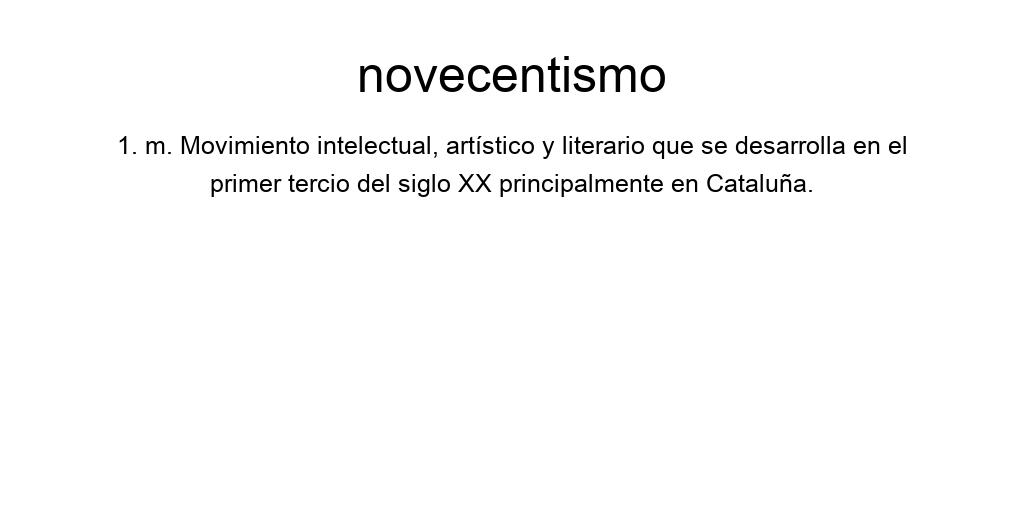 novecentismo
1. m. Movimiento intelectual, artístico y literario que se desarrolla en el
primer tercio del siglo XX principalmente en Cataluña.